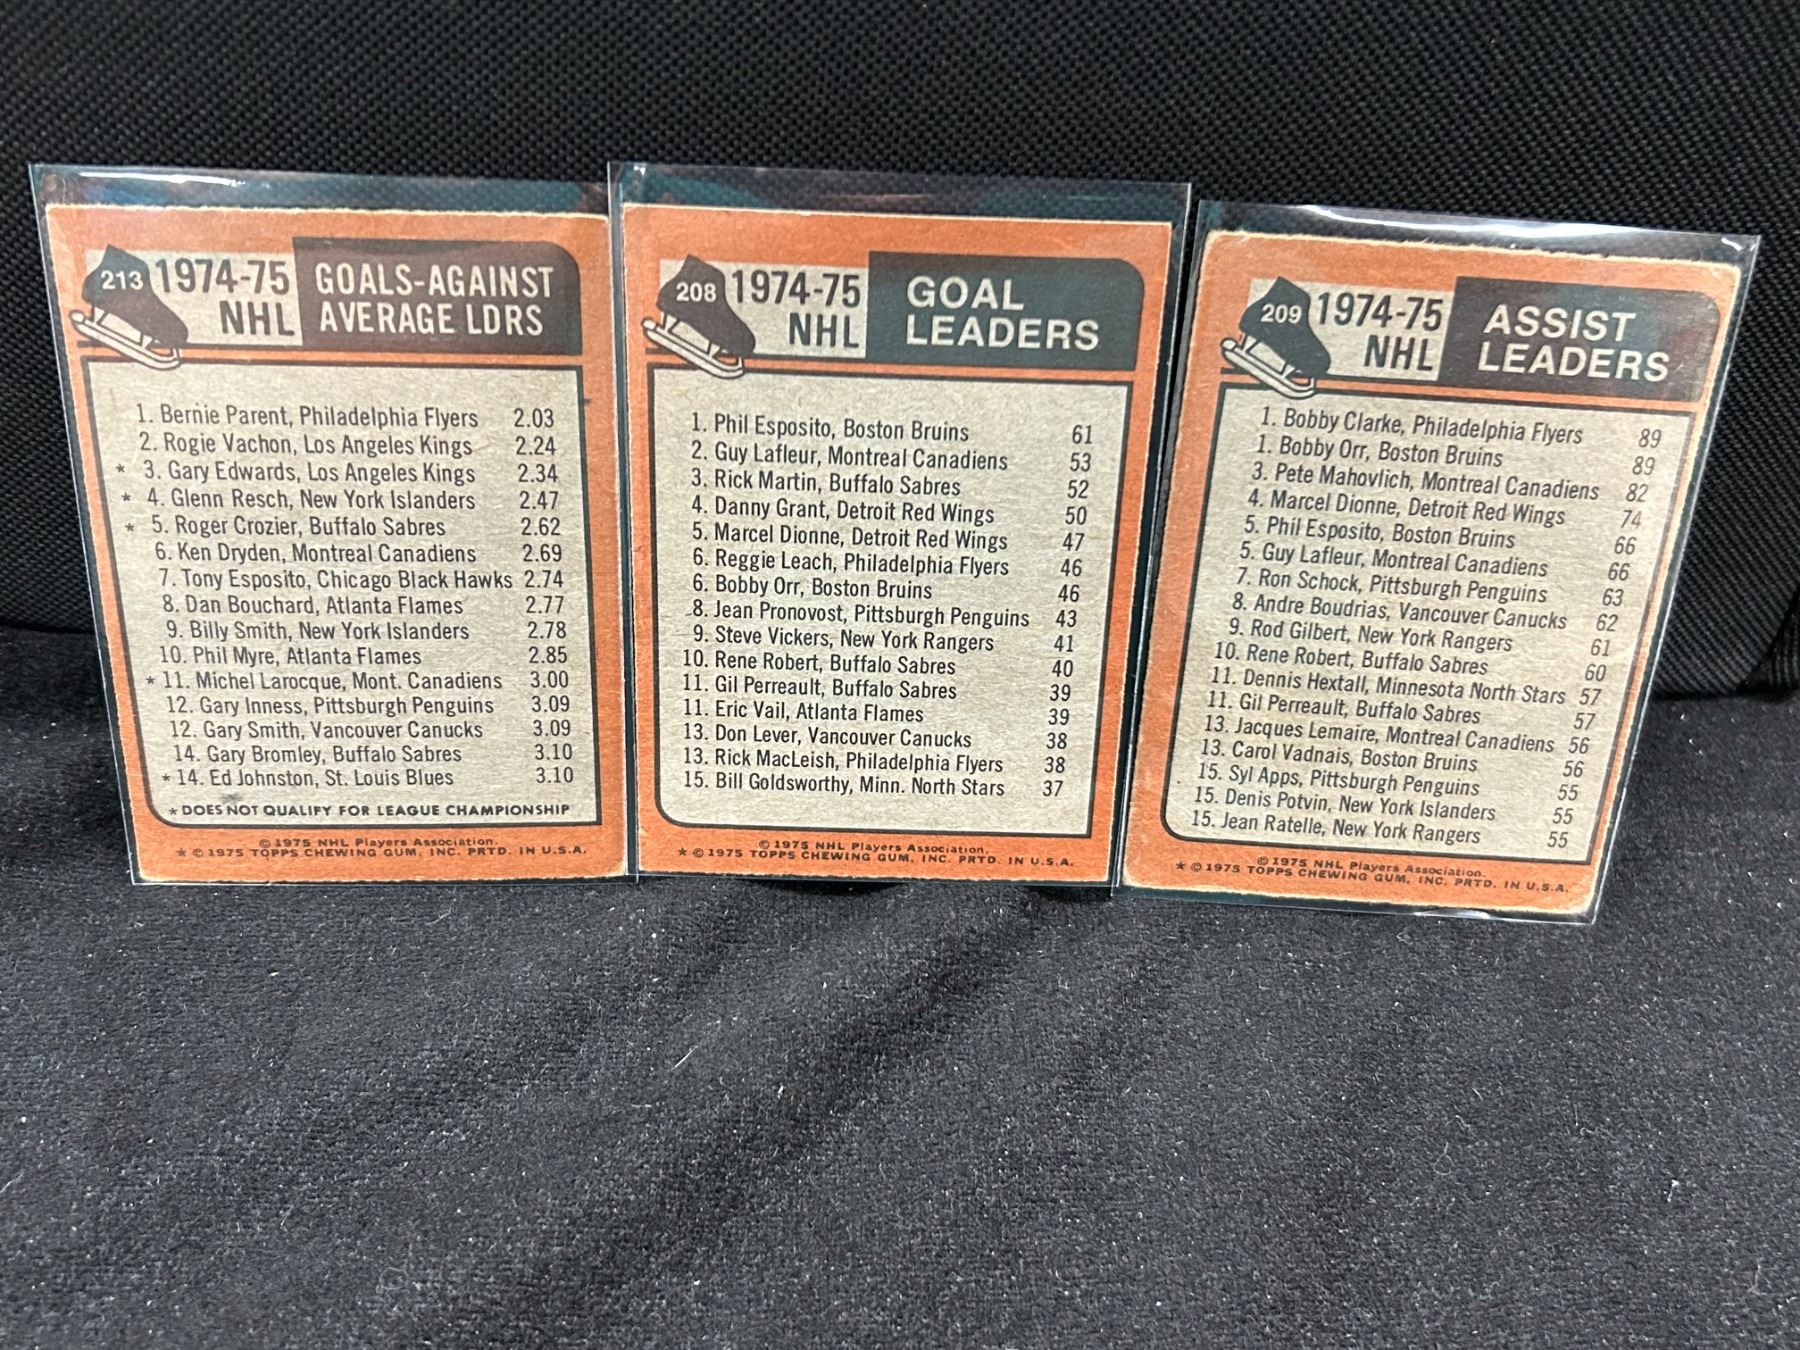 213 1974-75 NHL GOALS-AGAINST
AVERAGE LDRS
1. Bernie Parent, Philadelphia Flyers 2.03
2. Rogie Vachon, Los Angeles Kings 2.24
* 3. Gary Edwards, Los Angeles Kings 2.34
* 4. Glenn Resch, New York Islanders 2.47
* 5. Roger Crozier, Buffalo Sabres 2.62
6. Ken Dryden, Montreal Canadiens 2.69
7. Tony Esposito, Chicago Black Hawks 2.74
8. Dan Bouchard, Atlanta Flames 2.77
9. Billy Smith, New York Islanders 2.78
10. Phil Myre, Atlanta Flames 2.85
* 11. Michel Larocque, Mont. Canadiens 3.00
12. Gary Inness, Pittsburgh Penguins 3.09
12. Gary Smith, Vancouver Canucks 3.09
14. Gary Bromley, Buffalo Sabres 3.10
* 14. Ed Johnston, St. Louis Blues 3.10
* DOES NOT QUALIFY FOR LEAGUE CHAMPIONSHIP
© 1975 NHL Players Association.
* © 1975 TOPPS CHEWING GUM, INC. PRTD. IN U.S.A.
208 1974-75 NHL GOAL
LEADERS
1. Phil Esposito, Boston Bruins 61
2. Guy Lafleur, Montreal Canadiens 53
3. Rick Martin, Buffalo Sabres 52
4. Danny Grant, Detroit Red Wings 50
5. Marcel Dionne, Detroit Red Wings 47
6. Reggie Leach, Philadelphia Flyers 46
6. Bobby Orr, Boston Bruins 46
8. Jean Pronovost, Pittsburgh Penguins 43
9. Steve Vickers, New York Rangers 41
10. Rene Robert, Buffalo Sabres 40
11. Gil Perreault, Buffalo Sabres 39
11. Eric Vail, Atlanta Flames 39
13. Don Lever, Vancouver Canucks 38
13. Rick MacLeish, Philadelphia Flyers 38
15. Bill Goldsworthy, Minn. North Stars 37
© 1975 NHL Players Association.
* © 1975 TOPPS CHEWING GUM, INC. PRTD. IN U.S.A.
209 1974-75 NHL ASSIST
LEADERS
1. Bobby Clarke, Philadelphia Flyers 89
1. Bobby Orr, Boston Bruins 89
3. Pete Mahovlich, Montreal Canadiens 82
4. Marcel Dionne, Detroit Red Wings 74
5. Phil Esposito, Boston Bruins 66
5. Guy Lafleur, Montreal Canadiens 66
7. Ron Schock, Pittsburgh Penguins 63
8. Andre Boudrias, Vancouver Canucks 62
9. Rod Gilbert, New York Rangers 61
10. Rene Robert, Buffalo Sabres 60
11. Dennis Hextall, Minnesota North Stars 57
11. Gil Perreault, Buffalo Sabres 57
13. Jacques Lemaire, Montreal Canadiens 56
13. Carol Vadnais, Boston Bruins 56
15. Syl Apps, Pittsburgh Penguins 55
15. Denis Potvin, New York Islanders 55
15. Jean Ratelle, New York Rangers 55
© 1975 NHL Players Association.
* © 1975 TOPPS CHEWING GUM, INC. PRTD. IN U.S.A.